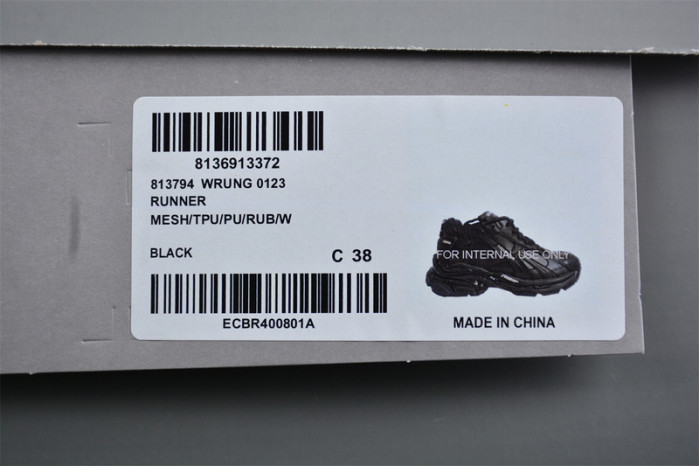 8136913372
813794 WRUNG 0123
RUNNER
MESH/TPU/PU/RUB/W
BLACK
C 38
ECBR400801A
FOR INTERNAL USE ONLY
MADE IN CHINA